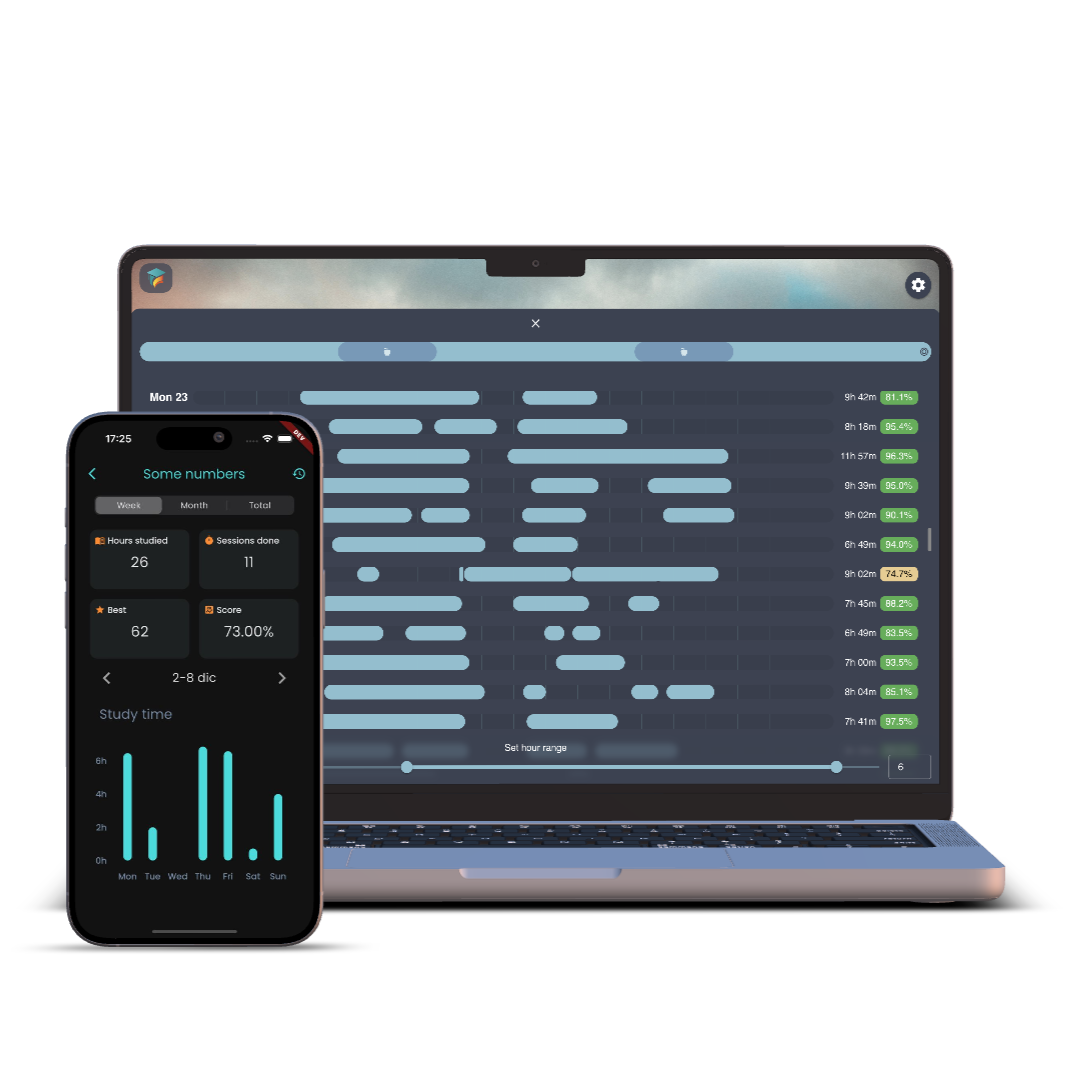 Mon 23
9h 42m 81.1%
8h 18m 95.4%
11h 57m 96.3%
9h 39m 95.0%
9h 02m 90.1%
6h 49m 94.0%
9h 02m 74.7%
7h 45m 88.2%
6h 49m 83.5%
7h 00m 93.5%
8h 04m 85.1%
7h 41m 97.5%
Set hour range
6
17:25
DEV
Some numbers
Week Month Total
Hours studied
26
Sessions done
11
Best
62
Score
73.00%
2-8 dic
Study time
6h
4h
2h
0h
Mon Tue Wed Thu Fri Sat Sun